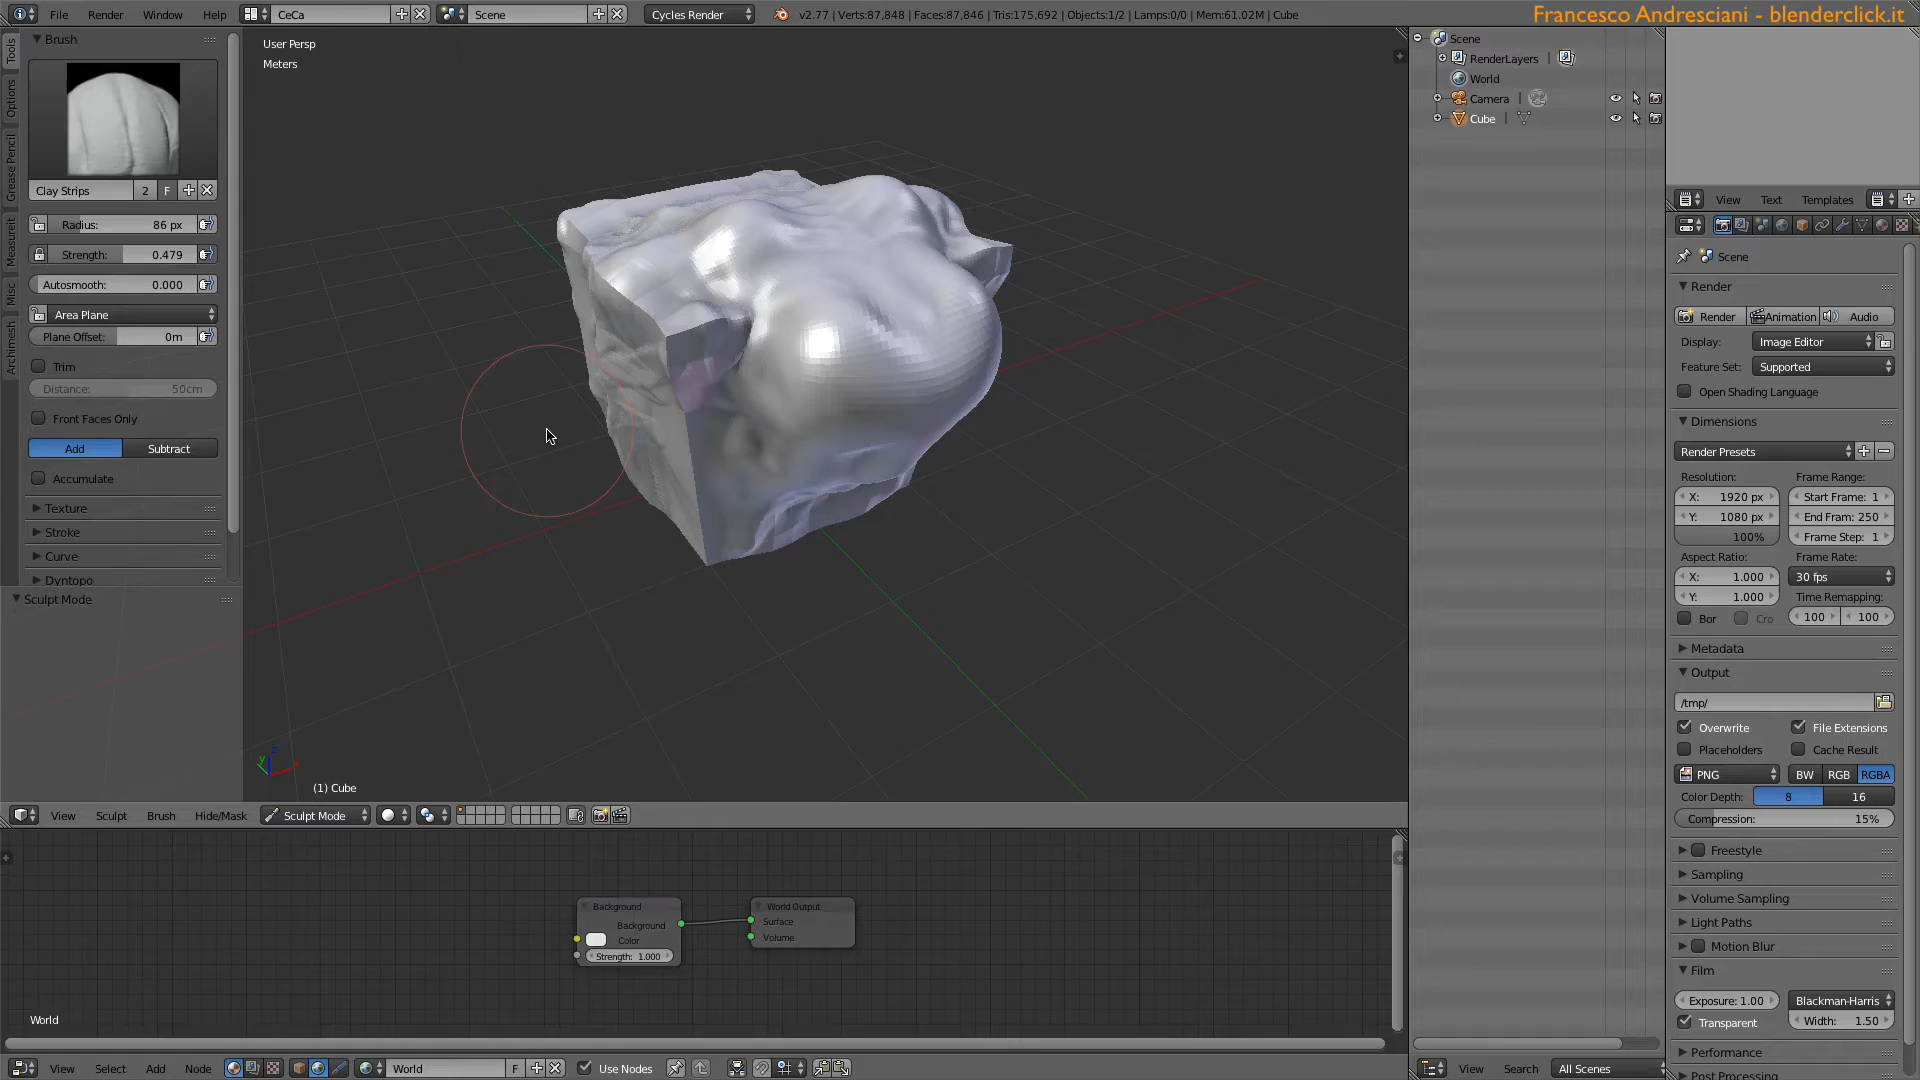 File Render Window Help CeCa Scene Cycles Render v2.77 | Verts:87,848 | Faces:87,846 | Tris:175,692 | Objects:1/2 | Lamps:0/0 | Mem:61.02M | Cube
Francesco Andresciani - blenderclick.it
Tools
Options
Grease Pencil
Measureit
Misc
Archimesh
Brush
Clay Strips 2 F
Radius: 86 px
Strength: 0.479
Autosmooth: 0.000
Area Plane
Plane Offset: 0m
Trim
Distance: 50cm
Front Faces Only
Add Subtract
Accumulate
Texture
Stroke
Curve
Dyntopo
Sculpt Mode
User Persp
Meters
(1) Cube
View Sculpt Brush Hide/Mask Sculpt Mode
Background
Background
Color
Strength: 1.000
World Output
Surface
Volume
World
View Select Add Node World F Use Nodes
Scene
RenderLayers
World
Camera
Cube
View Search All Scenes
View Text Templates
Scene
Render
Render Animation Audio
Display: Image Editor
Feature Set: Supported
Open Shading Language
Dimensions
Render Presets
Resolution: Frame Range:
X: 1920 px Start Frame: 1
Y: 1080 px End Fram: 250
100% Frame Step: 1
Aspect Ratio: Frame Rate:
X: 1.000 30 fps
Y: 1.000 Time Remapping:
Bor Cro 100 100
Metadata
Output
/tmp/
Overwrite File Extensions
Placeholders Cache Result
PNG BW RGB RGBA
Color Depth: 8 16
Compression: 15%
Freestyle
Sampling
Volume Sampling
Light Paths
Motion Blur
Film
Exposure: 1.00 Blackman-Harris
Transparent Width: 1.50
Performance
Post Processing